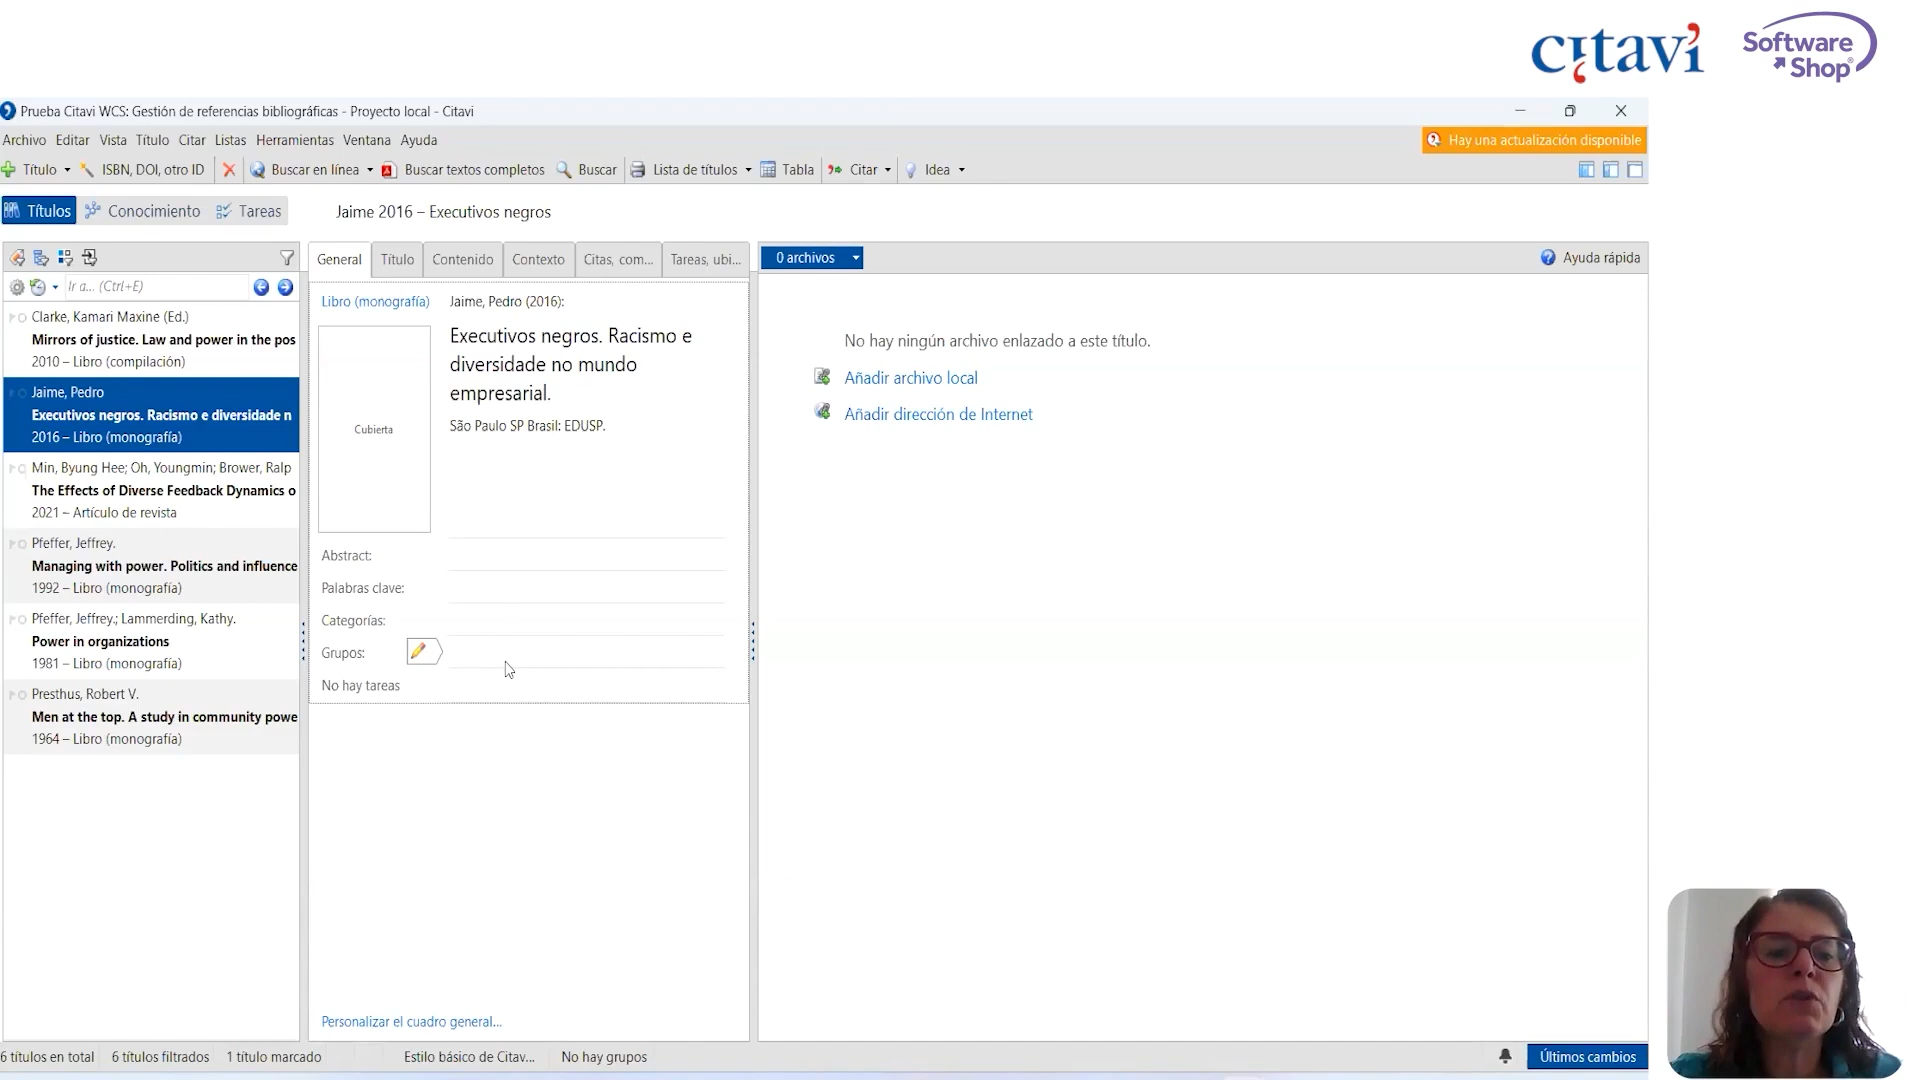 citavi
Software
Shop®
Prueba Citavi WCS: Gestión de referencias bibliográficas - Proyecto local - Citavi
Archivo Editar Vista Título Citar Listas Herramientas Ventana Ayuda
Hay una actualización disponible
Título ISBN, DOI, otro ID Buscar en línea Buscar textos completos Buscar Lista de títulos Tabla Citar Idea
Títulos Conocimiento Tareas
Jaime 2016 – Executivos negros
General Título Contenido Contexto Citas, com... Tareas, ubi...
0 archivos
Ayuda rápida
Ir a... (Ctrl+E)
Clarke, Kamari Maxine (Ed.)
Mirrors of justice. Law and power in the pos
2010 – Libro (compilación)
Jaime, Pedro
Executivos negros. Racismo e diversidade n
2016 – Libro (monografía)
Min, Byung Hee; Oh, Youngmin; Brower, Ralp
The Effects of Diverse Feedback Dynamics o
2021 – Artículo de revista
Pfeffer, Jeffrey.
Managing with power. Politics and influence
1992 – Libro (monografía)
Pfeffer, Jeffrey.; Lammerding, Kathy.
Power in organizations
1981 – Libro (monografía)
Presthus, Robert V.
Men at the top. A study in community powe
1964 – Libro (monografía)
Libro (monografía)
Jaime, Pedro (2016):
Executivos negros. Racismo e
diversidade no mundo
empresarial.
São Paulo SP Brasil: EDUSP.
Cubierta
Abstract:
Palabras clave:
Categorías:
Grupos:
No hay tareas
Personalizar el cuadro general...
No hay ningún archivo enlazado a este título.
Añadir archivo local
Añadir dirección de Internet
6 títulos en total 6 títulos filtrados 1 título marcado Estilo básico de Citav... No hay grupos
Últimos cambios